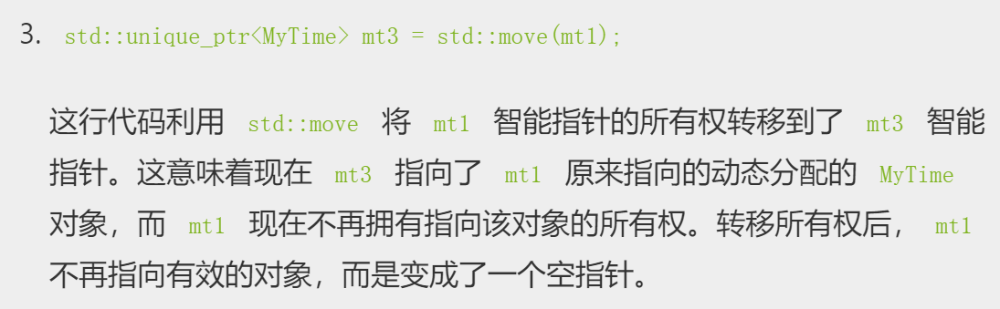 3. std::unique_ptr<MyTime> mt3 = std::move(mt1);
这行代码利用 std::move 将 mt1 智能指针的所有权转移到了 mt3 智能
指针。这意味着现在 mt3 指向了 mt1 原来指向的动态分配的 MyTime
对象，而 mt1 现在不再拥有指向该对象的所有权。转移所有权后， mt1
不再指向有效的对象，而是变成了一个空指针。